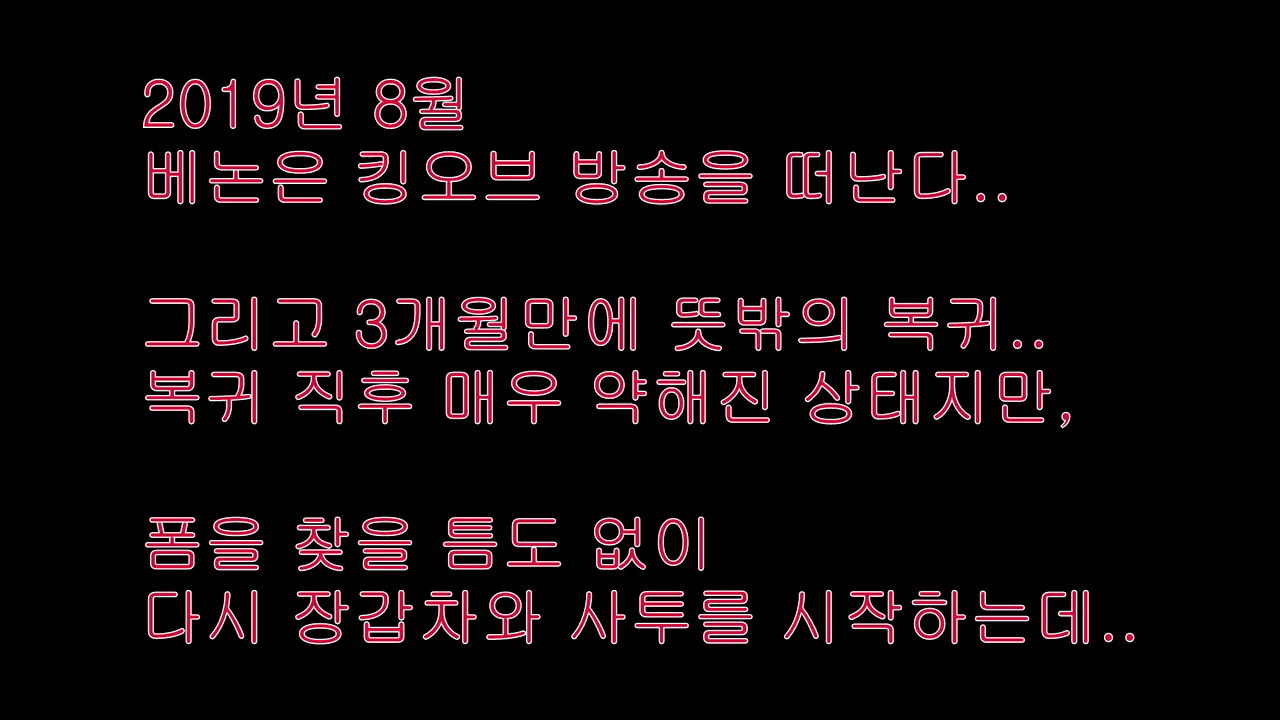 2019년 8월
베논은 킹오브 방송을 떠난다..
그리고 3개월만에 뜻밖의 복귀..
복귀 직후 매우 약해진 상태지만,
폼을 찾을 틈도 없이
다시 장갑차와 사투를 시작하는데..